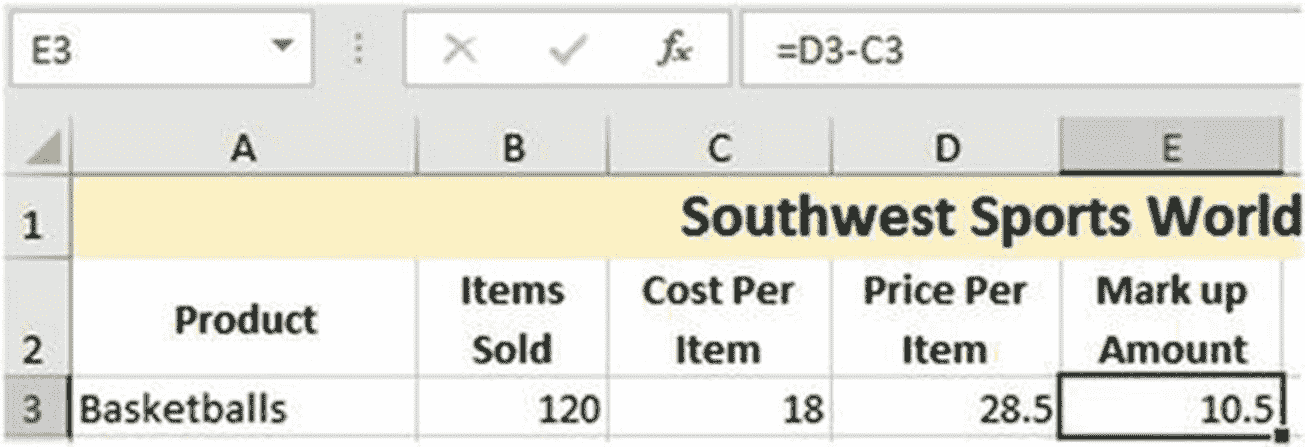 E3 fx =D3-C3
A B C D E
1 Southwest Sports World
2 Product Items Sold Cost Per Item Price Per Item Mark up Amount
3 Basketballs 120 18 28.5 10.5